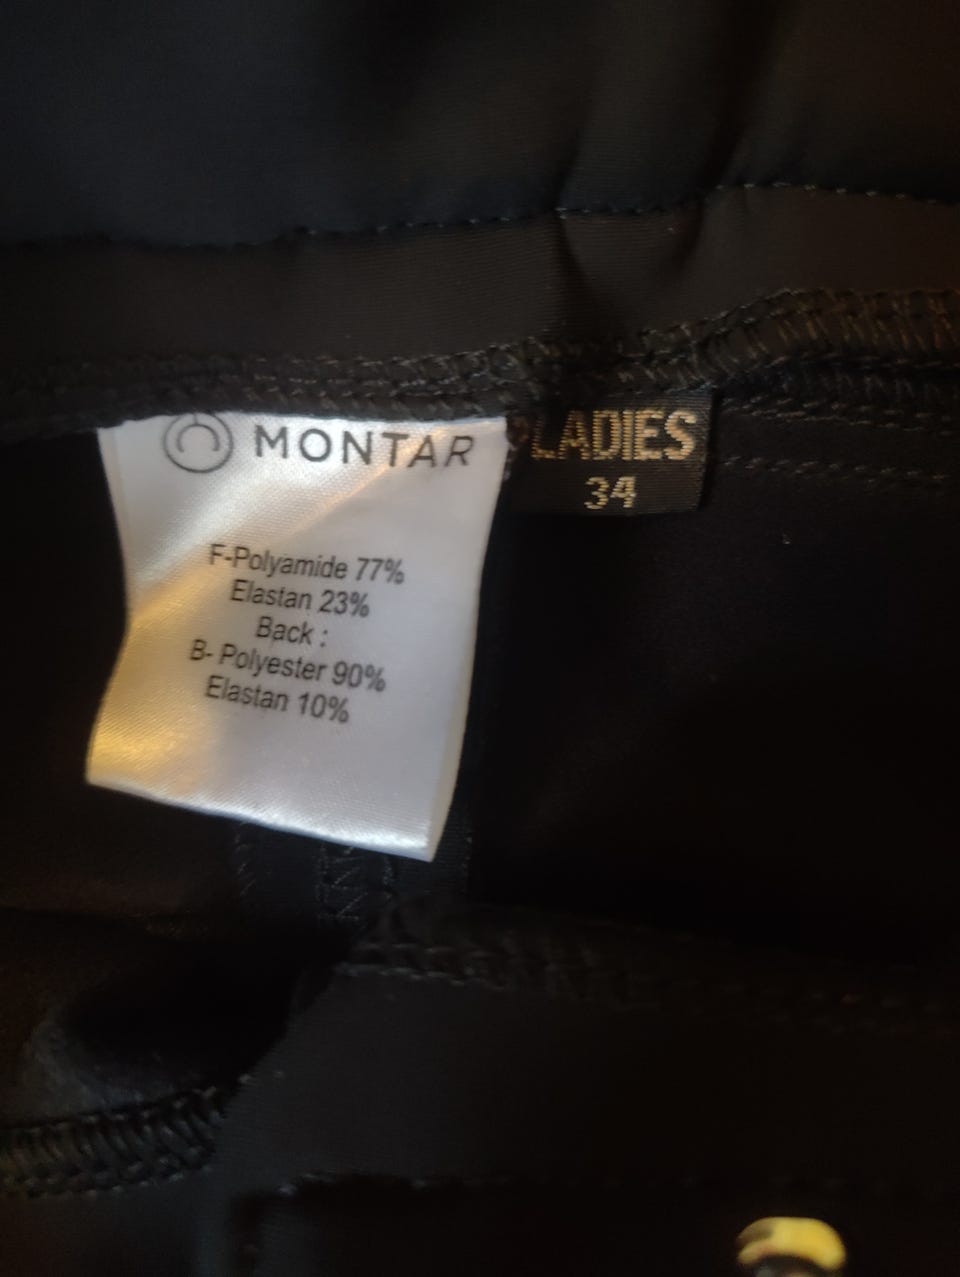 MONTAR
F-Polyamide 77%
Elastan 23%
Back :
B- Polyester 90%
Elastan 10%
LADIES
34